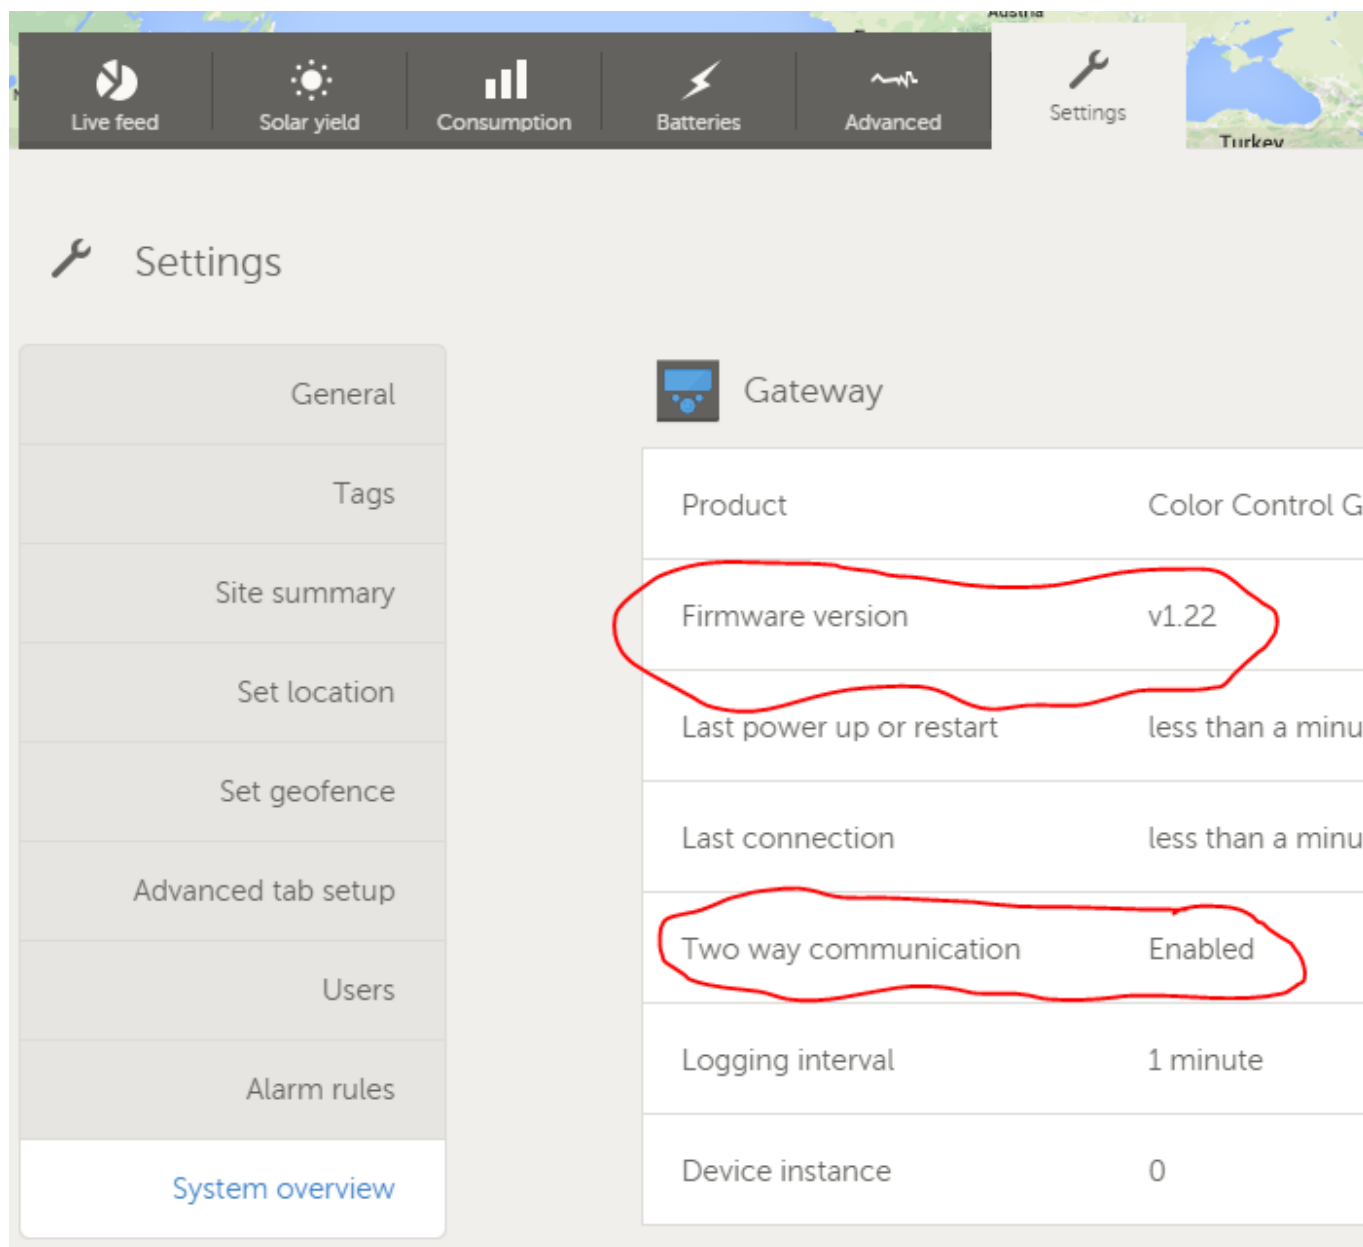 Austria
Live feed
Solar yield
Consumption
Batteries
Advanced
Settings
Turkey
Settings
General
Tags
Site summary
Set location
Set geofence
Advanced tab setup
Users
Alarm rules
System overview
Gateway
Product Color Control G
Firmware version v1.22
Last power up or restart less than a minu
Last connection less than a minu
Two way communication Enabled
Logging interval 1 minute
Device instance 0